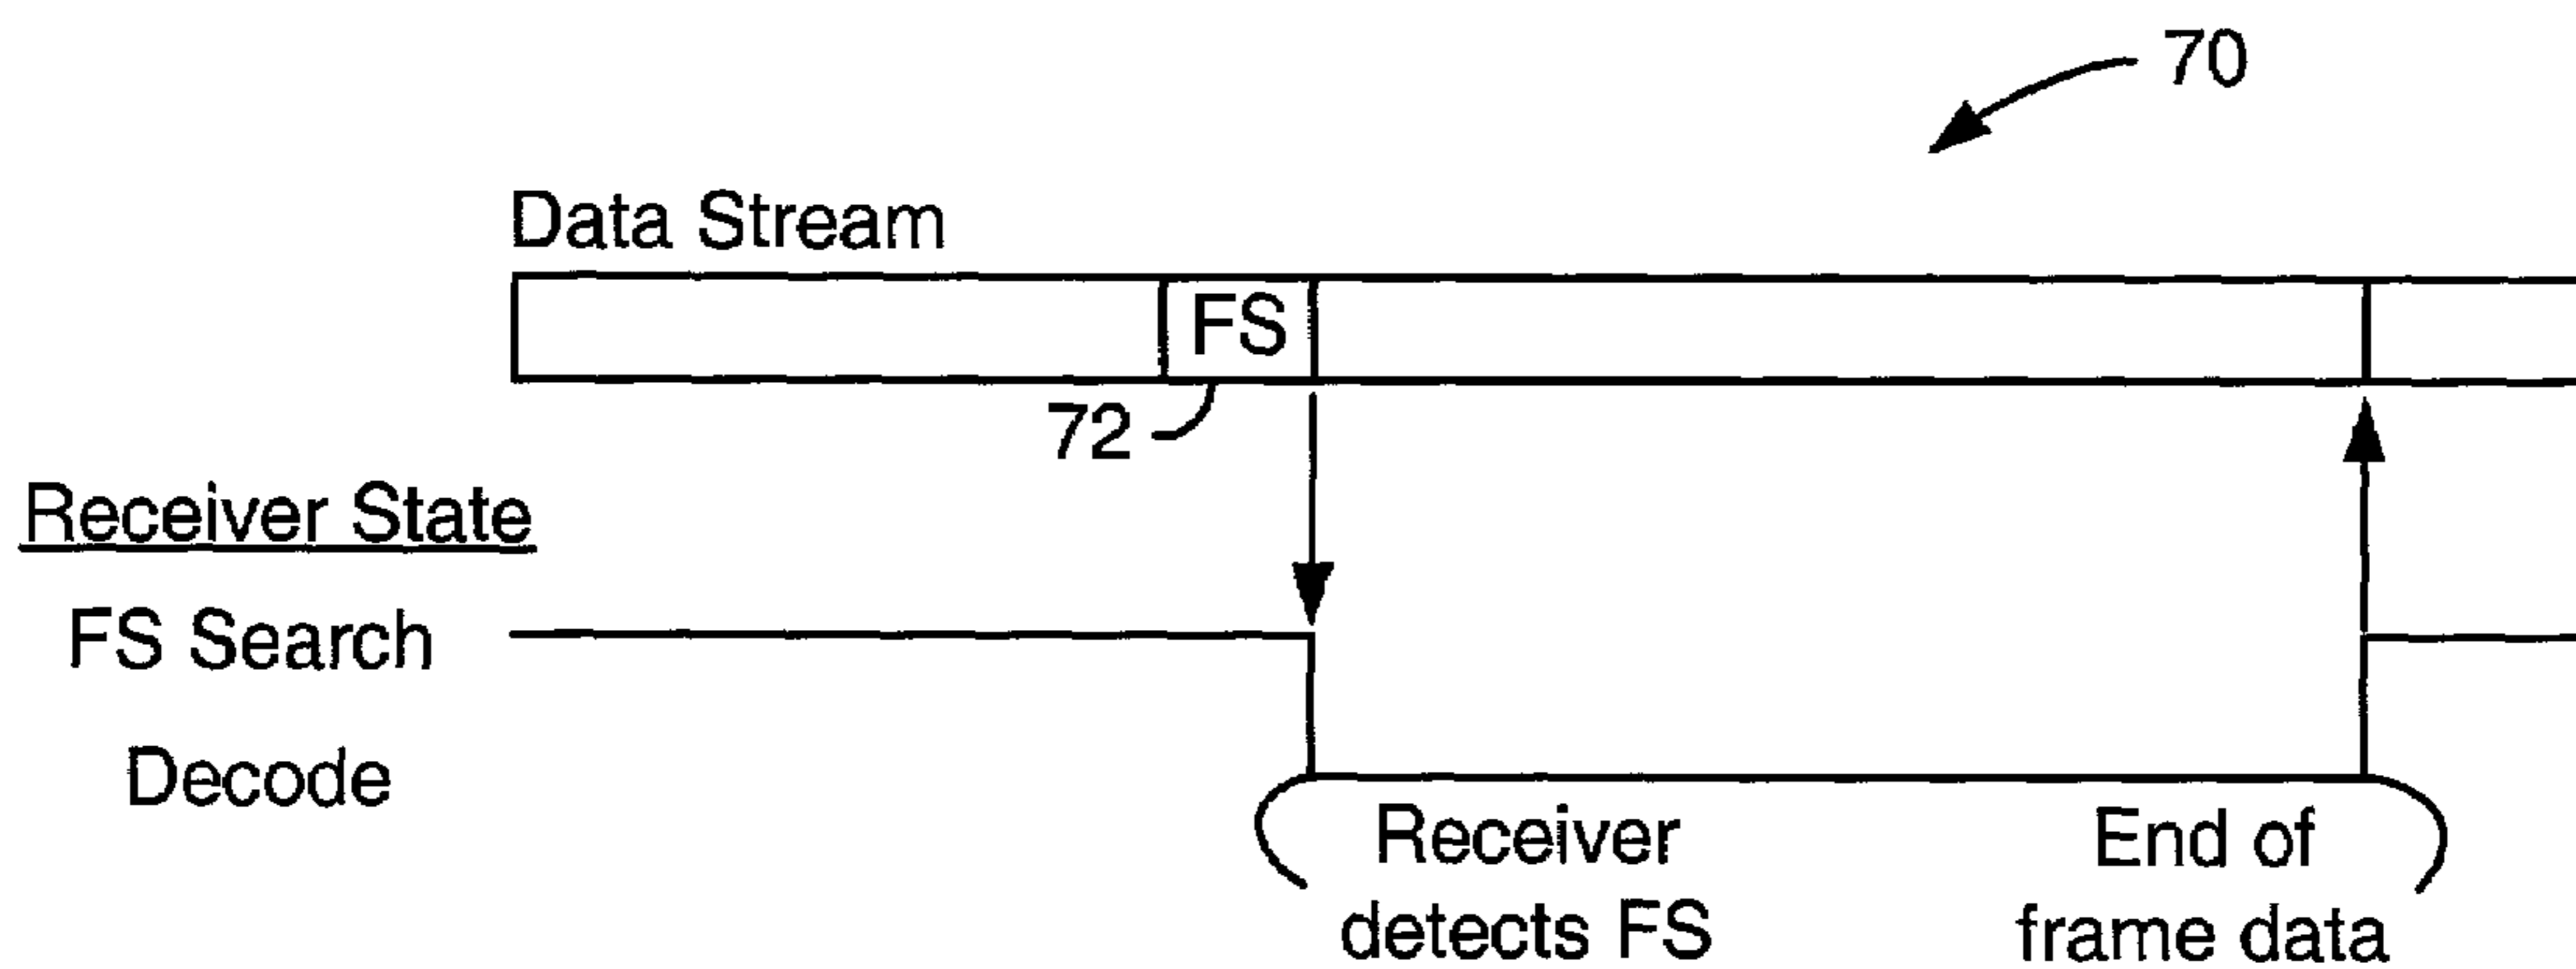 70
Data Stream
FS
72
Receiver State
FS Search
Decode
Receiver
detects FS
End of
frame data